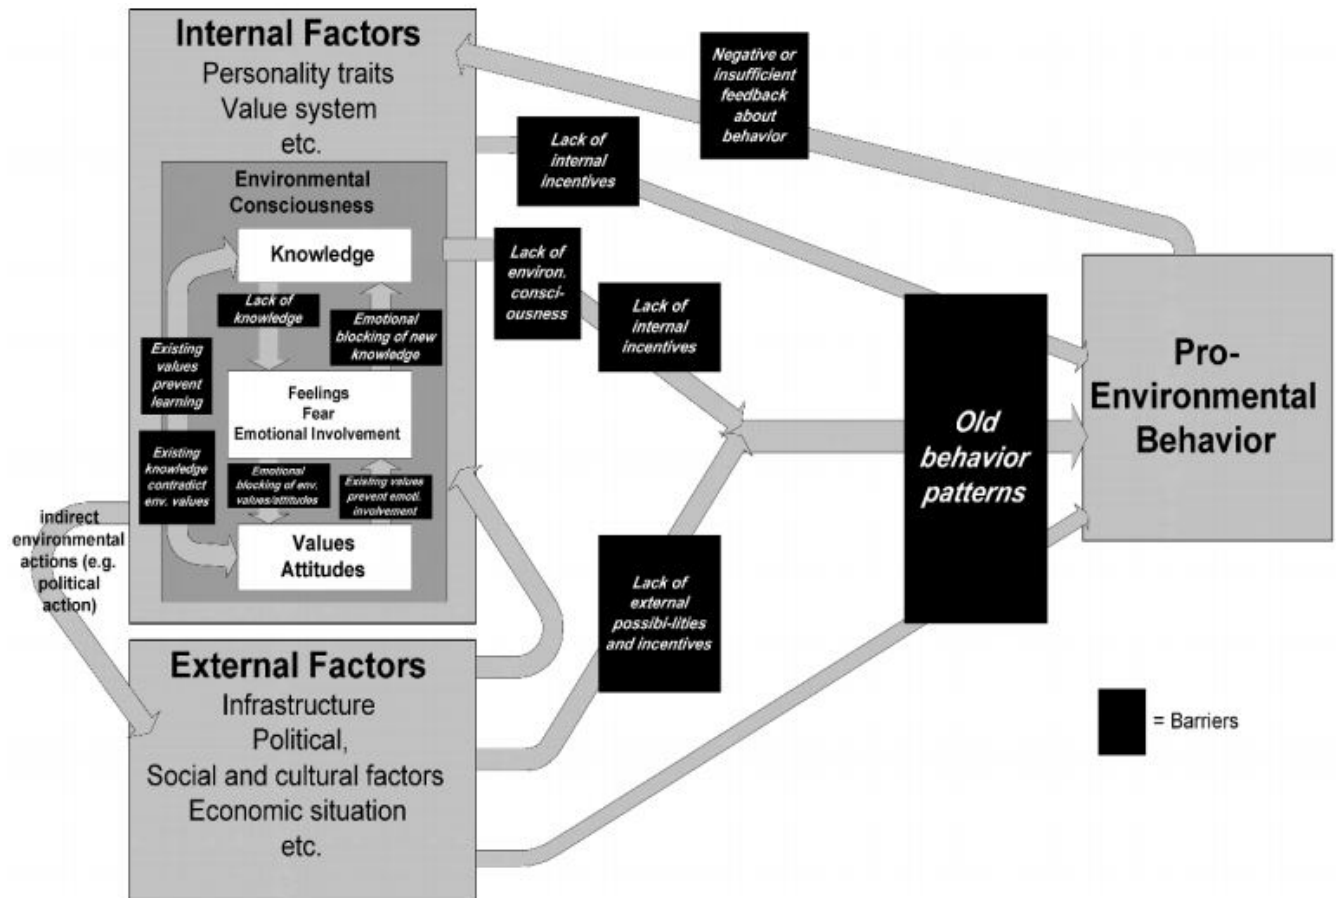 Internal Factors
Personality traits
Value system
etc.
Environmental
Consciousness
Knowledge
Lack of
knowledge
Emotional
blocking of new
knowledge
Existing
values
prevent
learning
Feelings
Fear
Emotional Involvement
Existing
knowledge
contradict
env. values
Emotional
blocking of env.
values/attitudes
Existing values
prevent emoti.
involvement
Values
Attitudes
indirect
environmental
actions (e.g.
political
action)
External Factors
Infrastructure
Political,
Social and cultural factors
Economic situation
etc.
Negative or
insufficient
feedback
about
behavior
Lack of
internal
incentives
Lack of
environ.
consci-
ousness
Lack of
internal
incentives
Lack of
external
possibi-lities
and incentives
Old
behavior
patterns
Pro-
Environmental
Behavior
= Barriers